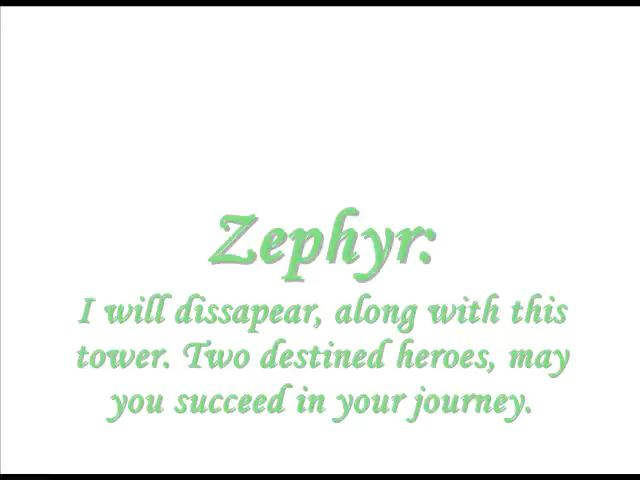 Zephyr:
I will dissapear, along with this
tower. Two destined heroes, may
you succeed in your journey.